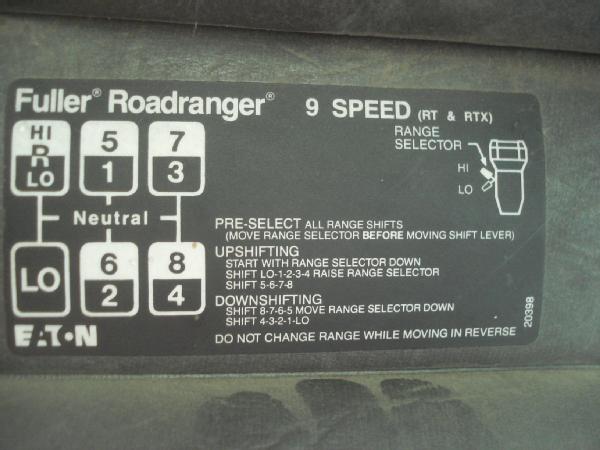 Fuller® Roadranger® 9 SPEED (RT & RTX)
HI 5 7
R 1 3
LO
Neutral
LO 6 8
2 4
EATON
RANGE
SELECTOR
HI
LO
PRE-SELECT ALL RANGE SHIFTS
(MOVE RANGE SELECTOR BEFORE MOVING SHIFT LEVER)
UPSHIFTING
START WITH RANGE SELECTOR DOWN
SHIFT LO-1-2-3-4 RAISE RANGE SELECTOR
SHIFT 5-6-7-8
DOWNSHIFTING
SHIFT 8-7-6-5 MOVE RANGE SELECTOR DOWN
SHIFT 4-3-2-1-LO
DO NOT CHANGE RANGE WHILE MOVING IN REVERSE
20398